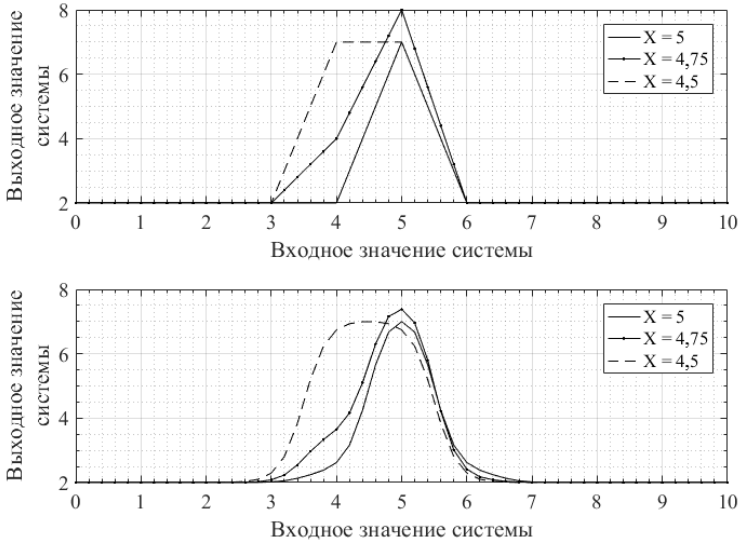 8
6
4
2
Выходное значение
системы
X = 5
X = 4,75
X = 4,5
0 1 2 3 4 5 6 7 8 9 10
Входное значение системы
8
6
4
2
Выходное значение
системы
X = 5
X = 4,75
X = 4,5
0 1 2 3 4 5 6 7 8 9 10
Входное значение системы